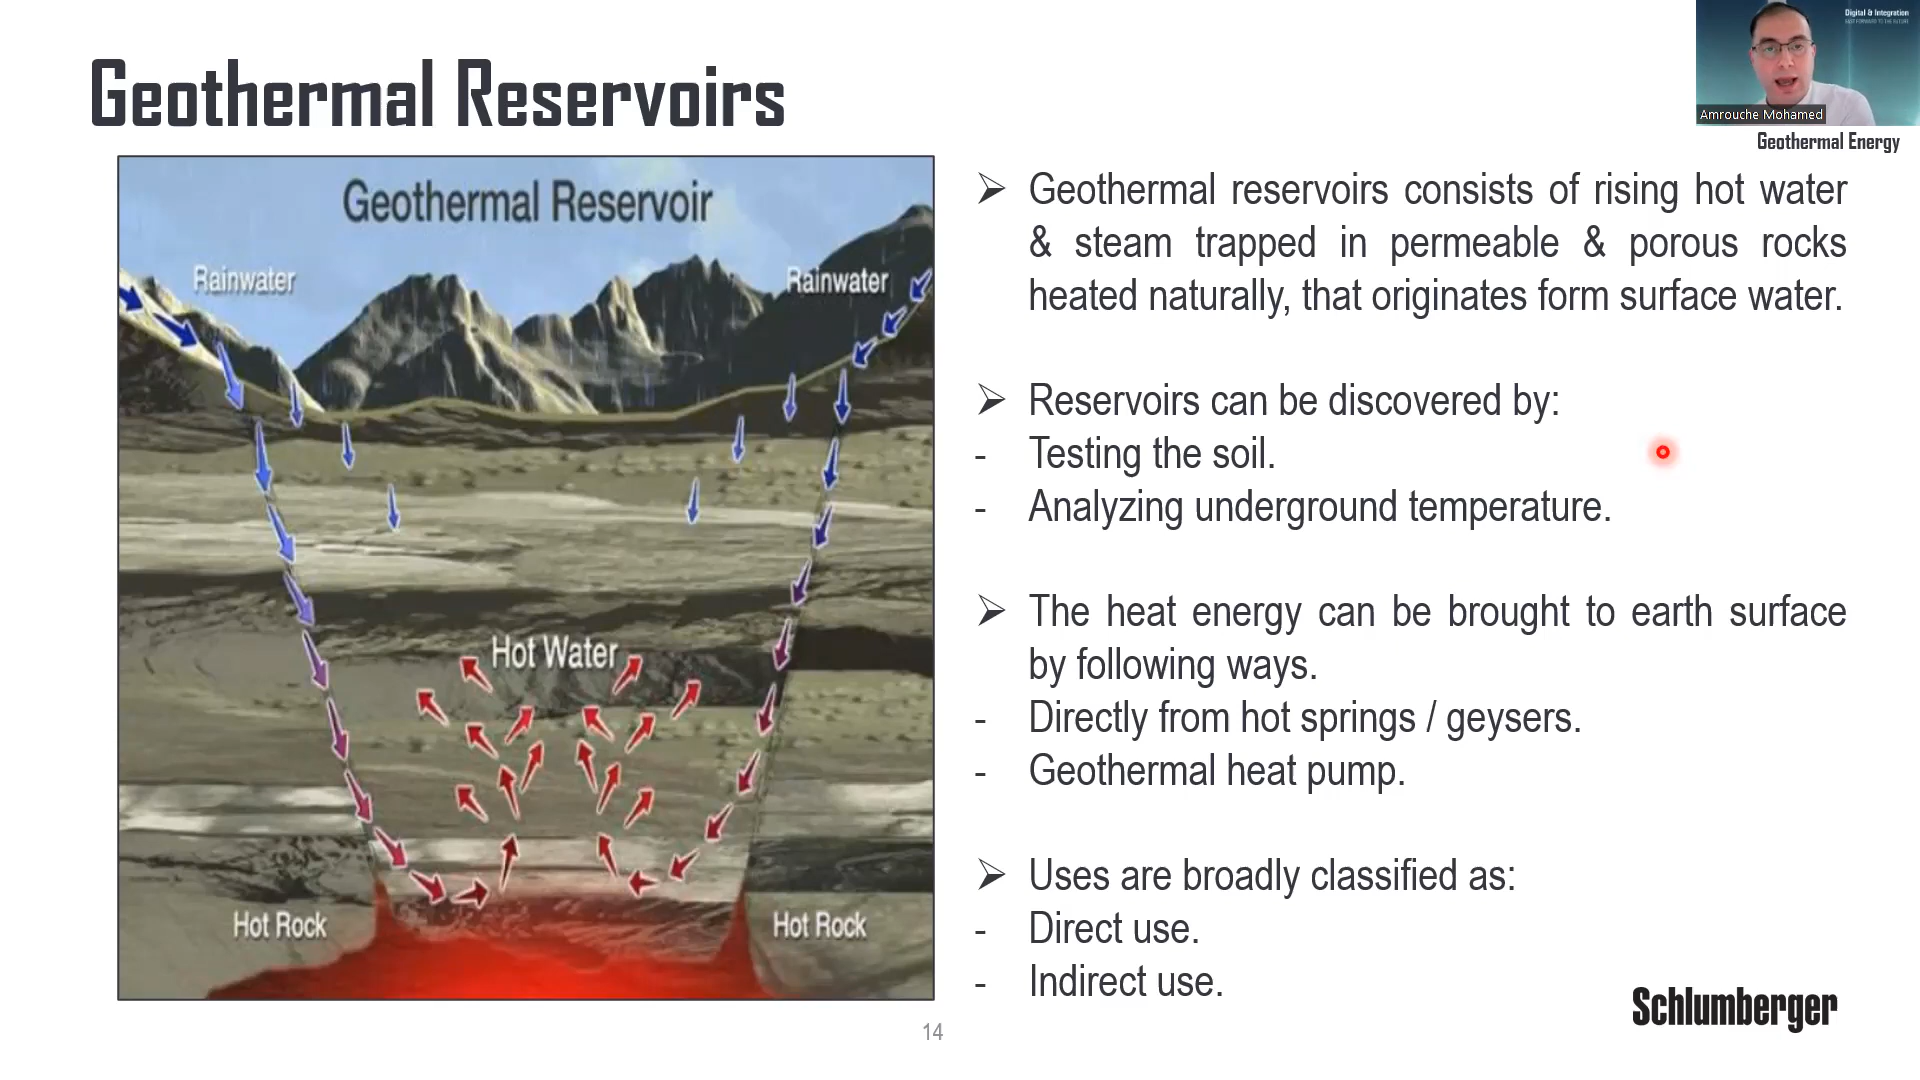 Geothermal Reservoirs
Digital & Integration
Amrouche Mohamed
Geothermal Energy
Geothermal Reservoir
Rainwater
Rainwater
Hot Water
Hot Rock
Hot Rock
➢ Geothermal reservoirs consists of rising hot water
& steam trapped in permeable & porous rocks
heated naturally, that originates form surface water.
➢ Reservoirs can be discovered by:
- Testing the soil.
- Analyzing underground temperature.
➢ The heat energy can be brought to earth surface
by following ways.
- Directly from hot springs / geysers.
- Geothermal heat pump.
➢ Uses are broadly classified as:
- Direct use.
- Indirect use.
Schlumberger
14